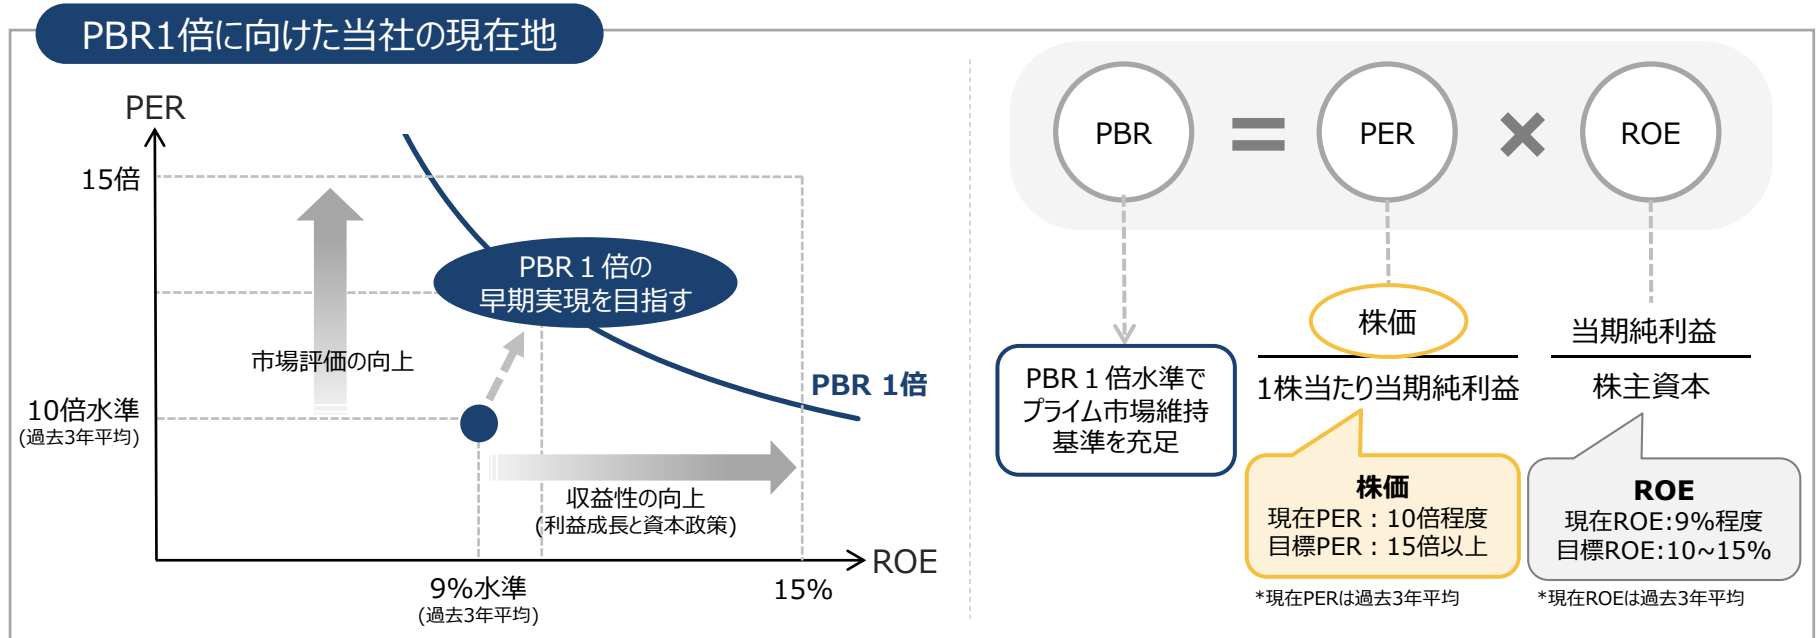 PBR1倍に向けた当社の現在地
PER
15倍
PBR１倍の
早期実現を目指す
市場評価の向上
PBR 1倍
10倍水準
(過去3年平均)
収益性の向上
(利益成長と資本政策)
ROE
9%水準
(過去3年平均)
15%
PBR
=
PER
×
ROE
PBR１倍水準で
プライム市場維持
基準を充足
株価
1株当たり当期純利益
当期純利益
株主資本
株価
現在PER：10倍程度
目標PER：15倍以上
*現在PERは過去3年平均
ROE
現在ROE:9%程度
目標ROE:10~15%
*現在ROEは過去3年平均